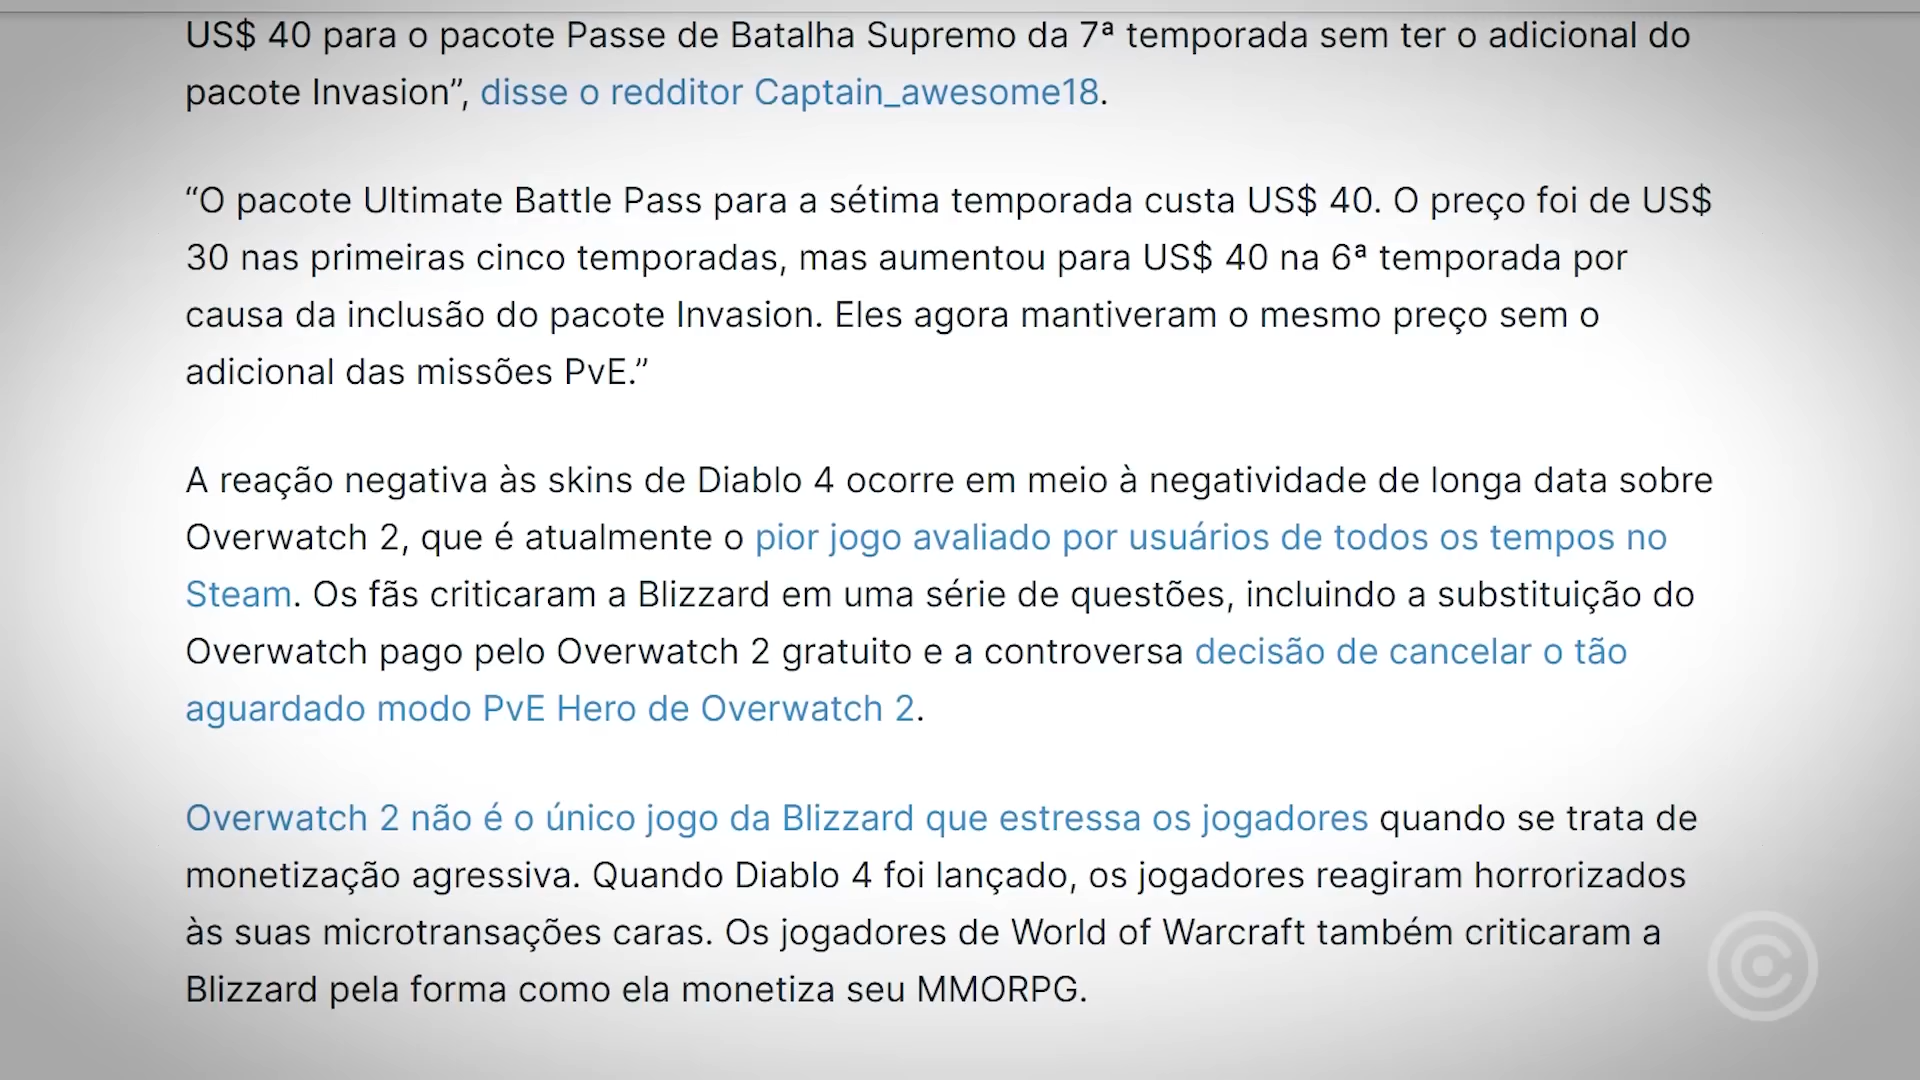 US$ 40 para o pacote Passe de Batalha Supremo da 7ª temporada sem ter o adicional do
pacote Invasion”, disse o redditor Captain_awesome18.
“O pacote Ultimate Battle Pass para a sétima temporada custa US$ 40. O preço foi de US$
30 nas primeiras cinco temporadas, mas aumentou para US$ 40 na 6ª temporada por
causa da inclusão do pacote Invasion. Eles agora mantiveram o mesmo preço sem o
adicional das missões PvE.”
A reação negativa às skins de Diablo 4 ocorre em meio à negatividade de longa data sobre
Overwatch 2, que é atualmente o pior jogo avaliado por usuários de todos os tempos no
Steam. Os fãs criticaram a Blizzard em uma série de questões, incluindo a substituição do
Overwatch pago pelo Overwatch 2 gratuito e a controversa decisão de cancelar o tão
aguardado modo PvE Hero de Overwatch 2.
Overwatch 2 não é o único jogo da Blizzard que estressa os jogadores quando se trata de
monetização agressiva. Quando Diablo 4 foi lançado, os jogadores reagiram horrorizados
às suas microtransações caras. Os jogadores de World of Warcraft também criticaram a
Blizzard pela forma como ela monetiza seu MMORPG.